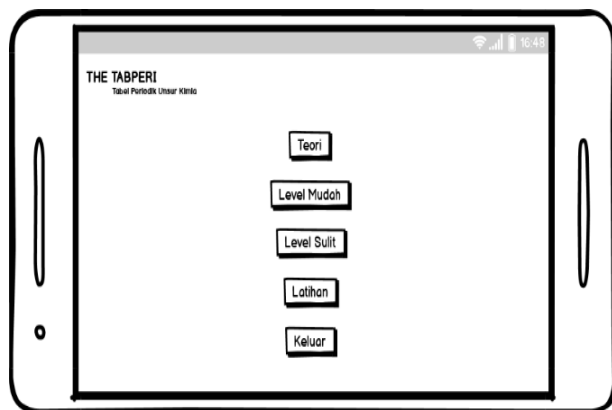 16:48
THE TABPERI
Tabel Periodik Unsur Kimia
Teori
Level Mudah
Level Sulit
Latihan
Keluar